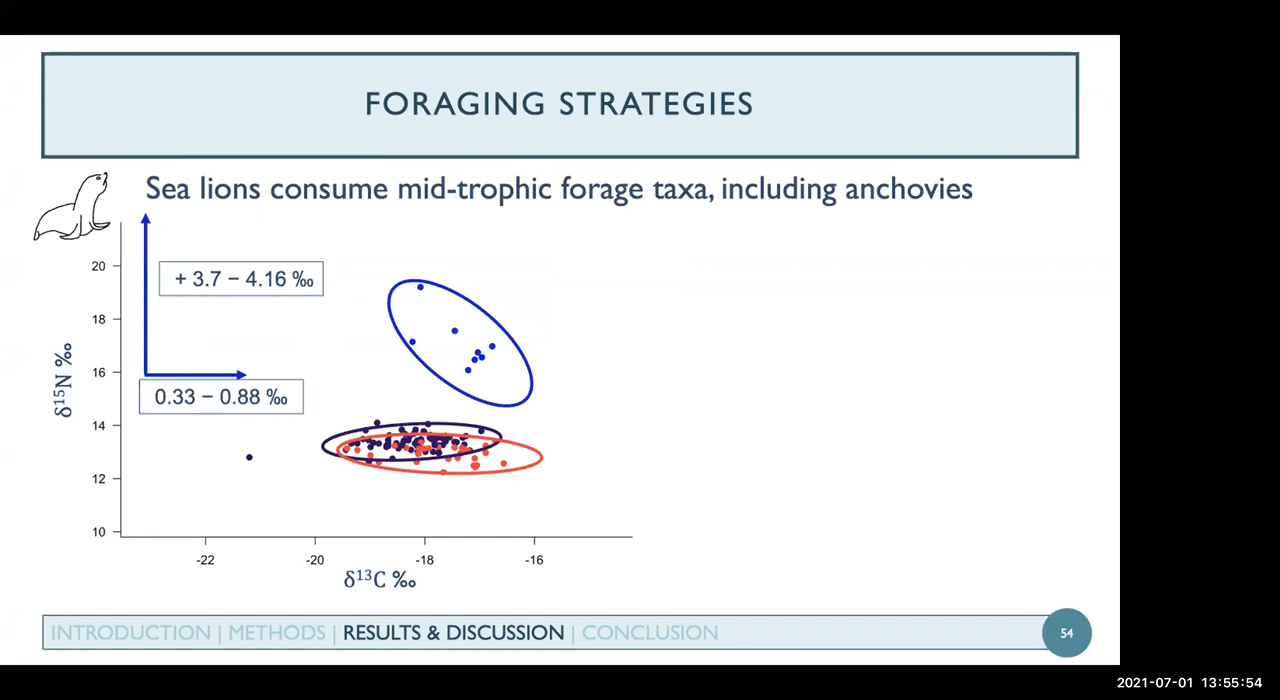 FORAGING STRATEGIES
Sea lions consume mid-trophic forage taxa, including anchovies
+ 3.7 − 4.16 ‰
0.33 − 0.88 ‰
δ¹⁵N ‰
20
18
16
14
12
10
-22 -20 -18 -16
δ¹³C ‰
INTRODUCTION | METHODS | RESULTS & DISCUSSION | CONCLUSION
54
2021-07-01 13:55:54